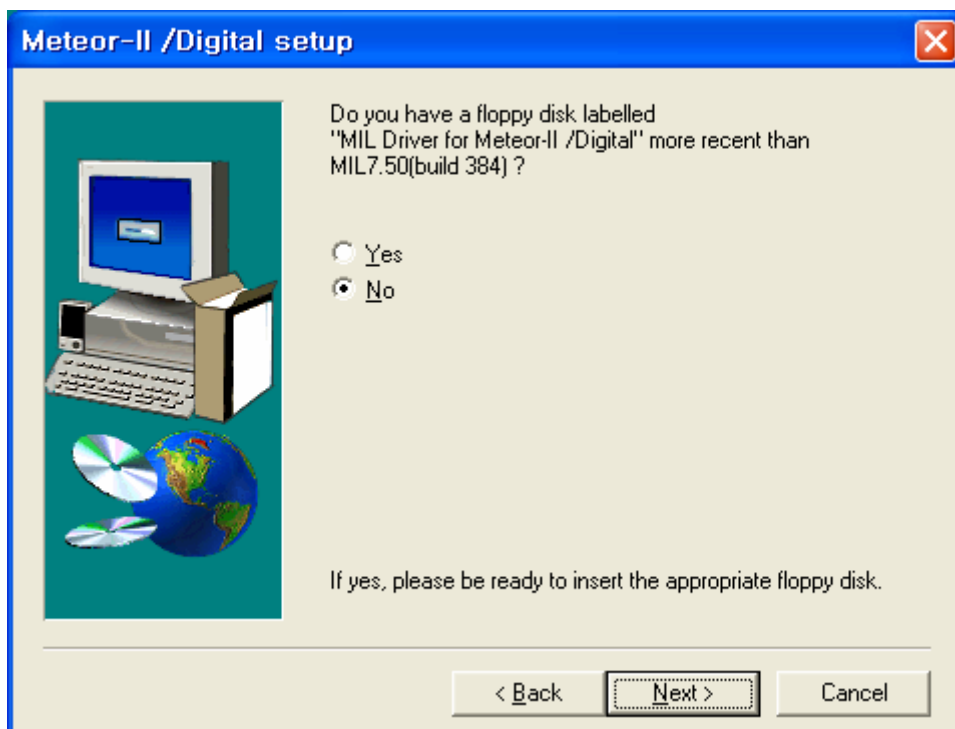 Meteor-II /Digital setup
Do you have a floppy disk labelled
"MIL Driver for Meteor-II /Digital" more recent than
MIL7.50(build 384) ?
Yes
No
If yes, please be ready to insert the appropriate floppy disk.
< Back
Next >
Cancel